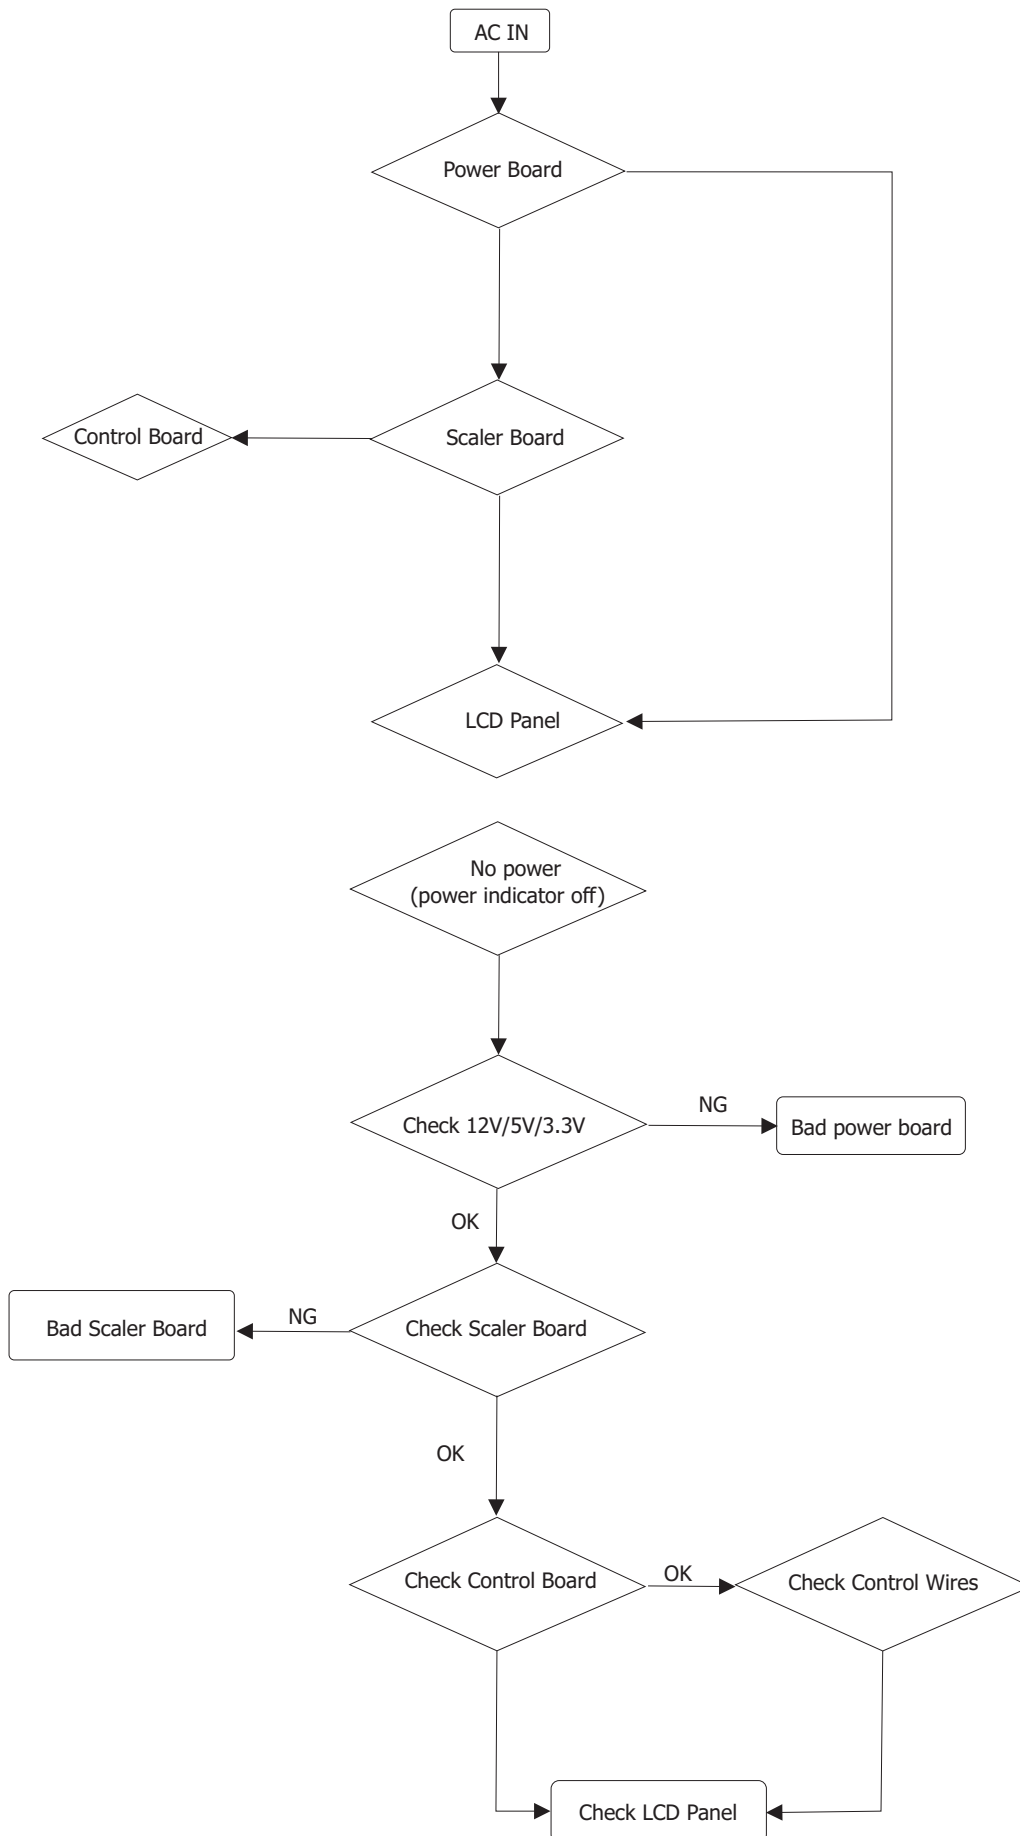 AC IN
Power Board
Control Board
Scaler Board
LCD Panel
No power
(power indicator off)
Check 12V/5V/3.3V
NG
Bad power board
OK
Bad Scaler Board
NG
Check Scaler Board
OK
Check Control Board
OK
Check Control Wires
Check LCD Panel